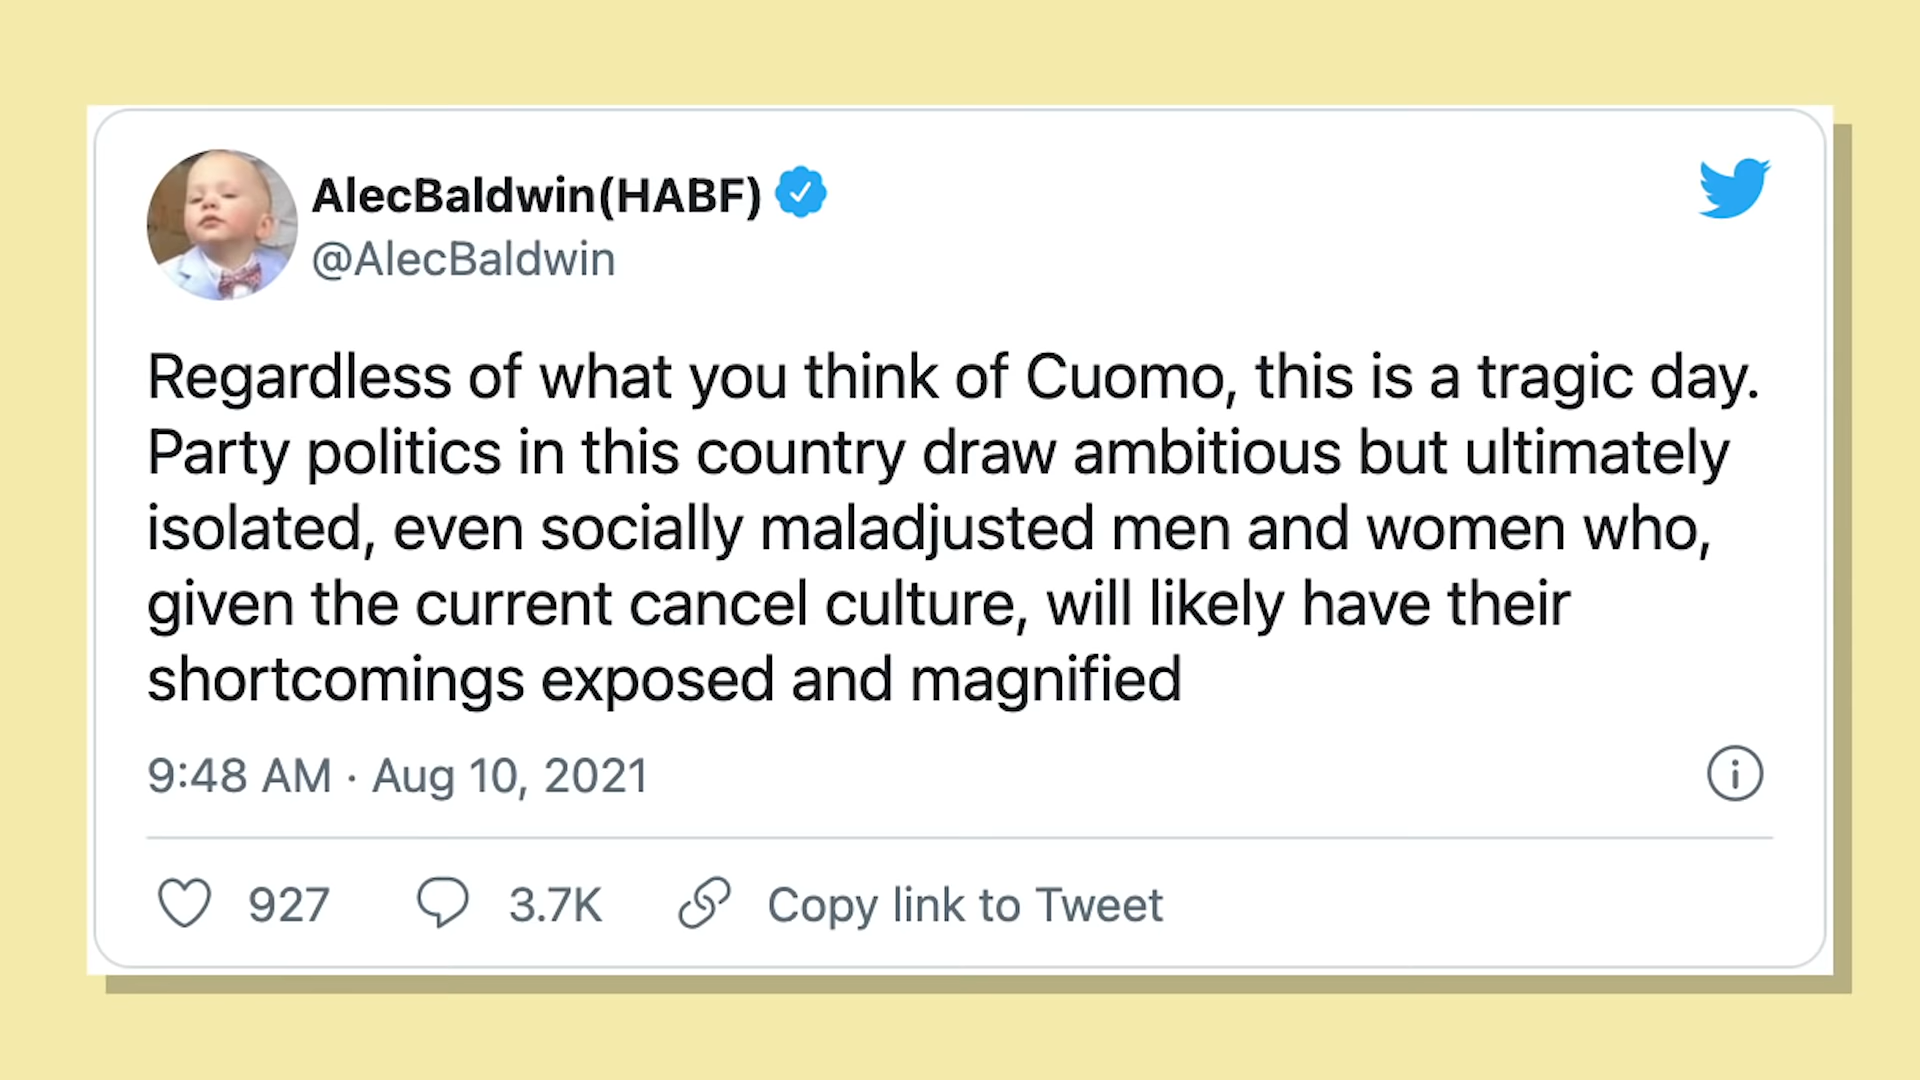 AlecBaldwin(HABF)
@AlecBaldwin
Regardless of what you think of Cuomo, this is a tragic day.
Party politics in this country draw ambitious but ultimately
isolated, even socially maladjusted men and women who,
given the current cancel culture, will likely have their
shortcomings exposed and magnified
9:48 AM · Aug 10, 2021
927 3.7K Copy link to Tweet